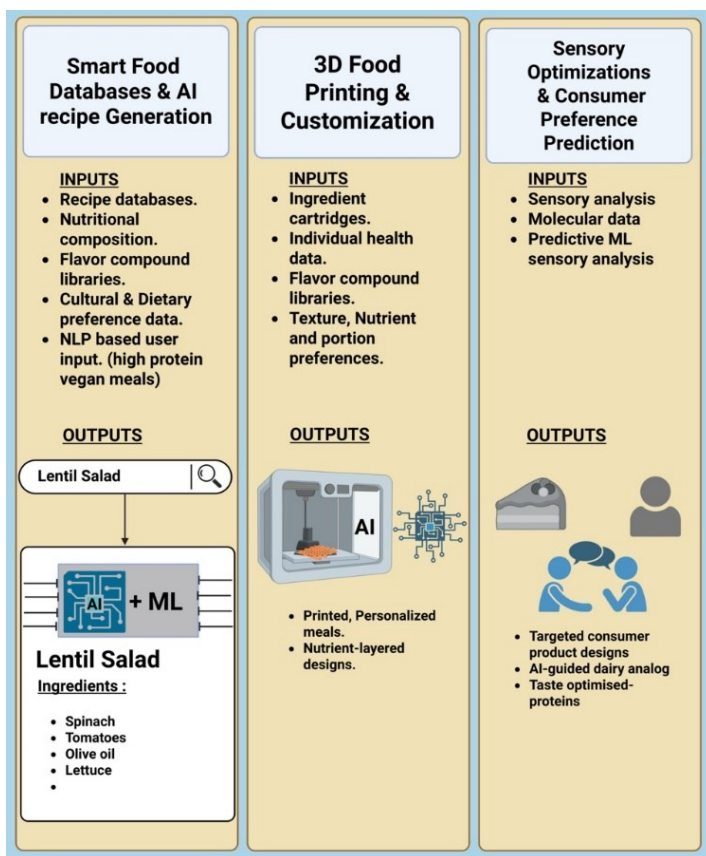 Smart Food
Databases & AI
recipe Generation
INPUTS
• Recipe databases.
• Nutritional
composition.
• Flavor compound
libraries.
• Cultural & Dietary
preference data.
• NLP based user
input. (high protein
vegan meals)
OUTPUTS
Lentil Salad
AI + ML
Lentil Salad
Ingredients :
• Spinach
• Tomatoes
• Olive oil
• Lettuce
•
3D Food
Printing &
Customization
INPUTS
• Ingredient
cartridges.
• Individual health
data.
• Flavor compound
libraries.
• Texture, Nutrient
and portion
preferences.
OUTPUTS
AI
• Printed, Personalized
meals.
• Nutrient-layered
designs.
Sensory
Optimizations
& Consumer
Preference
Prediction
INPUTS
• Sensory analysis
• Molecular data
• Predictive ML
sensory analysis
OUTPUTS
• Targeted consumer
product designs
• AI-guided dairy analog
• Taste optimised-
proteins